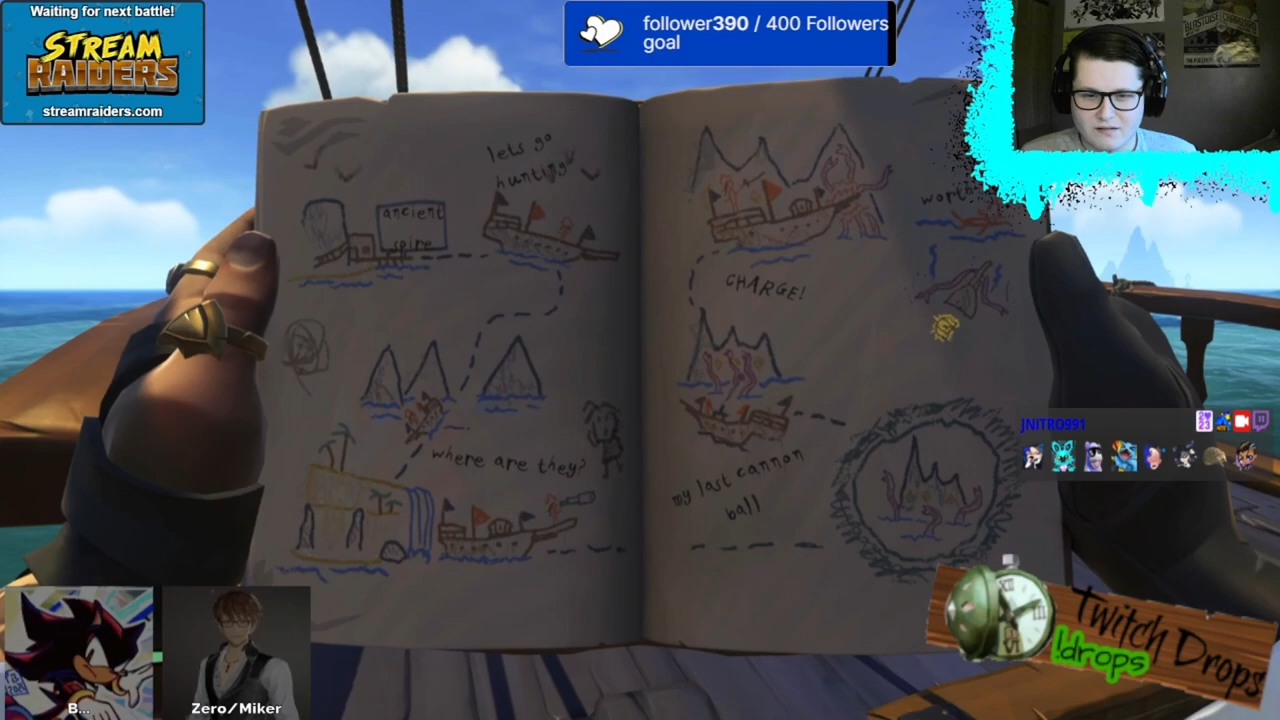 Waiting for next battle!
STREAM
RAIDERS
streamraiders.com
follower390 / 400 Followers
goal
lets go
hunting
ancient
spire
where are they?
CHARGE!
my last cannon
ball
JNITRO991
B...
Zero/Miker
Twitch Drops
!drops